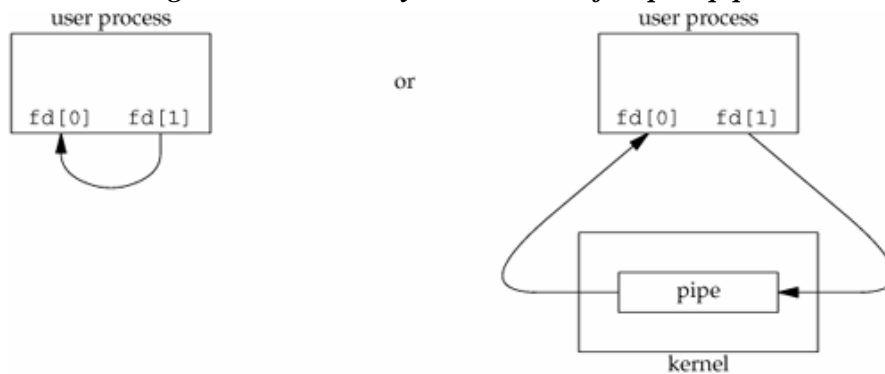 user process
user process
fd[0] fd[1]
or
fd[0] fd[1]
pipe
kernel